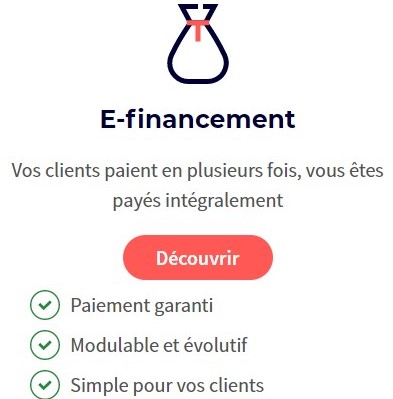 E-financement
Vos clients paient en plusieurs fois, vous êtes
payés intégralement
Découvrir
Paiement garanti
Modulable et évolutif
Simple pour vos clients